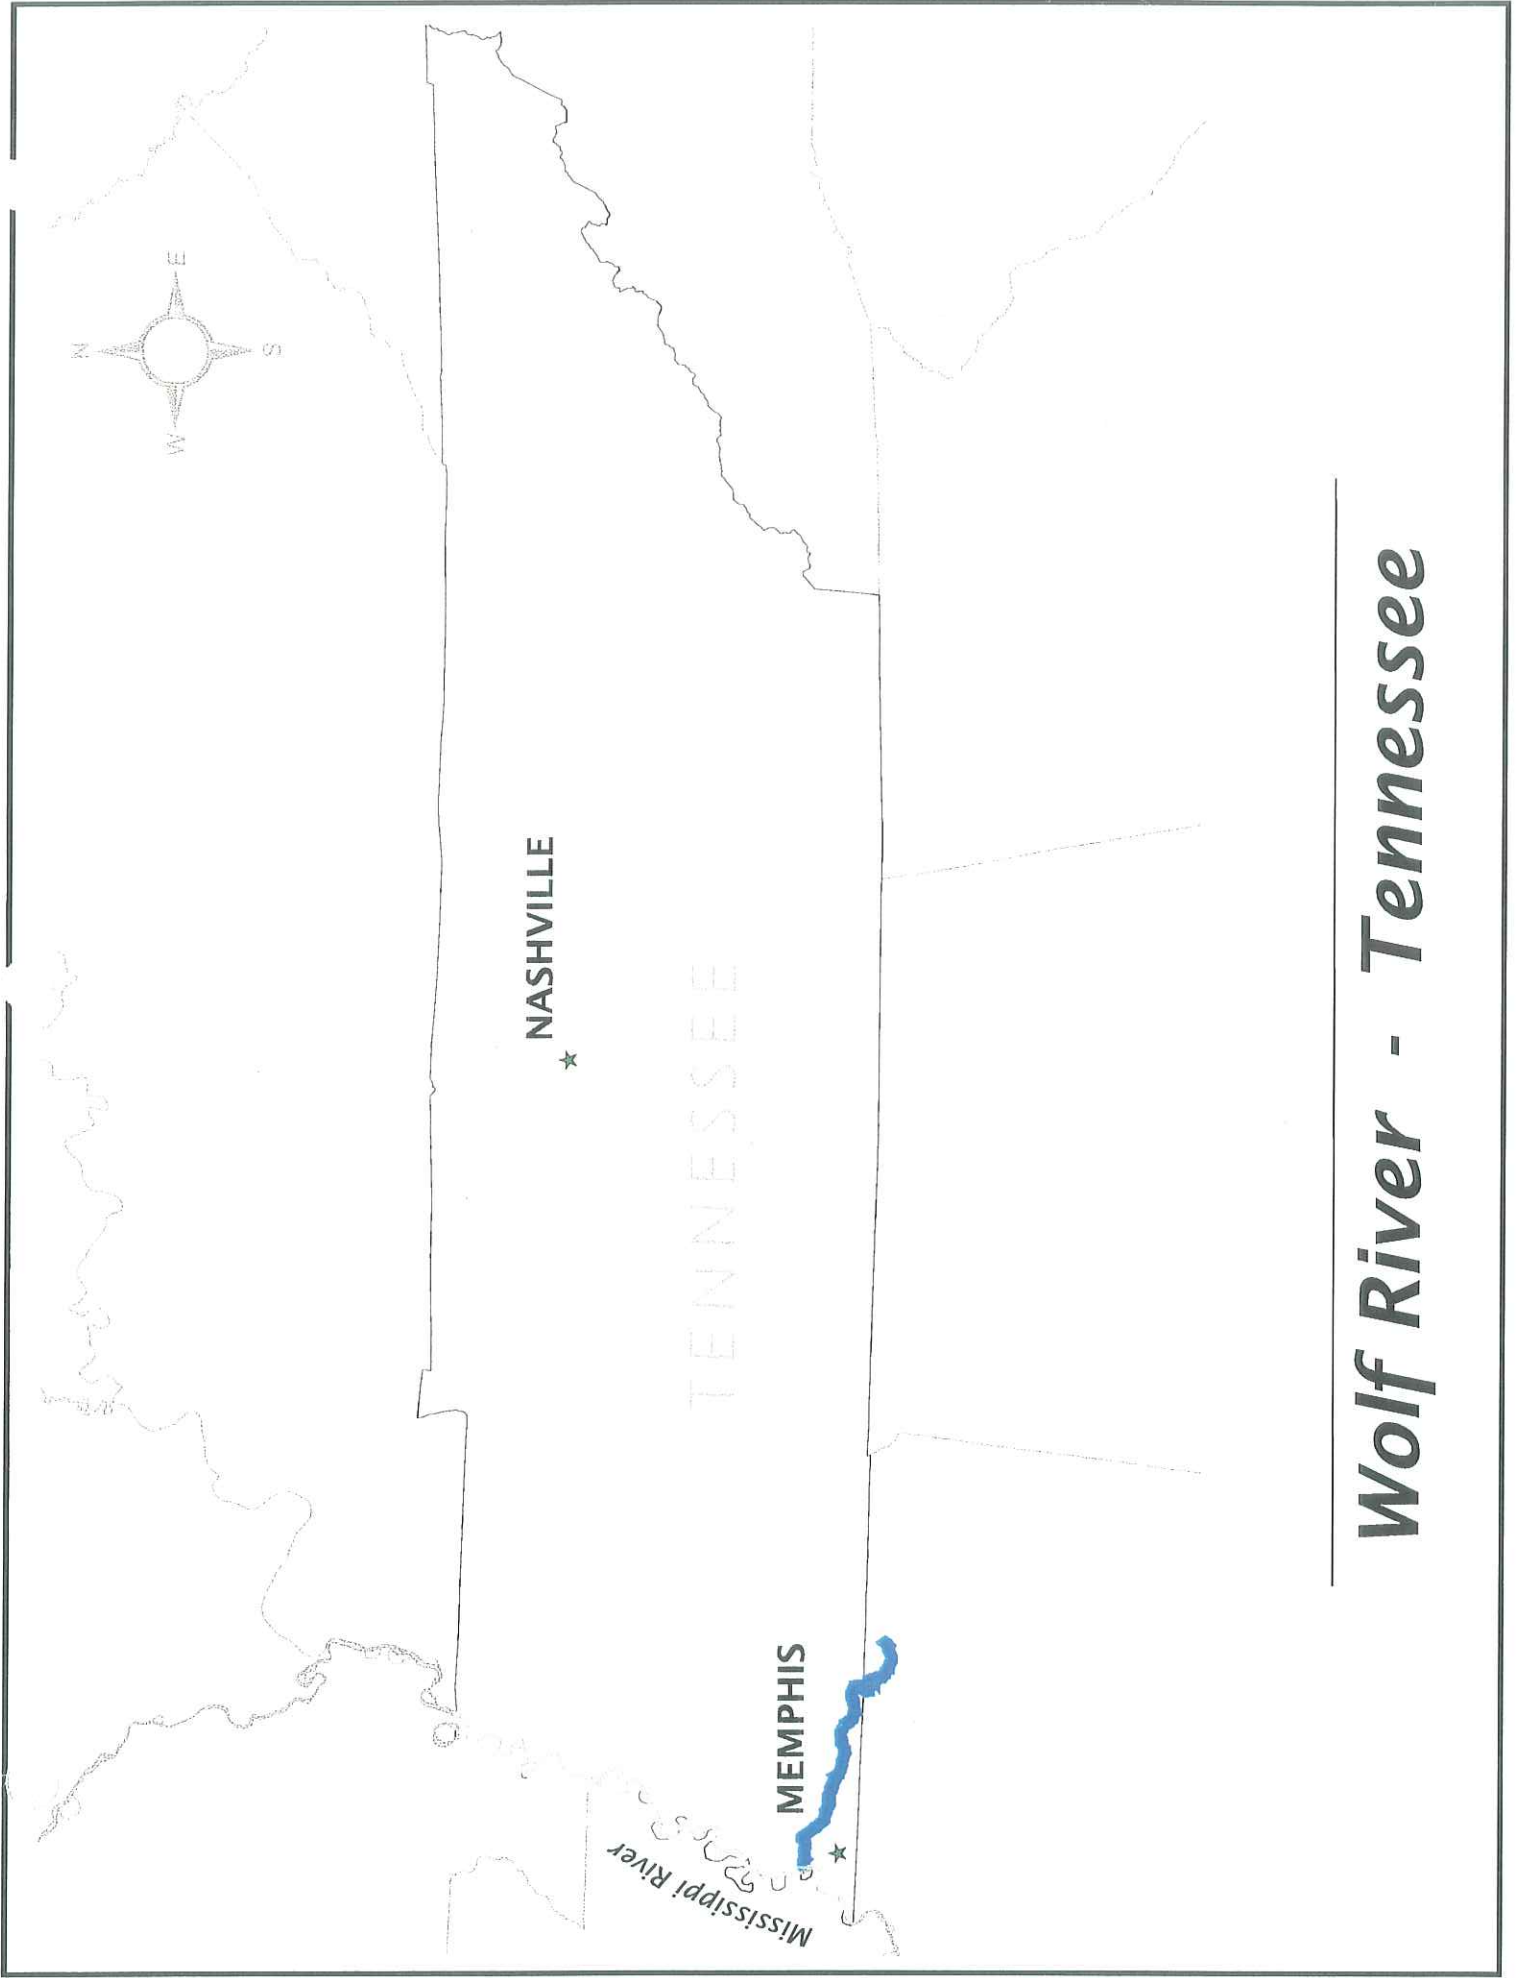 N
W
E
S
NASHVILLE
TENNESSEE
MEMPHIS
Mississippi River
Wolf River - Tennessee